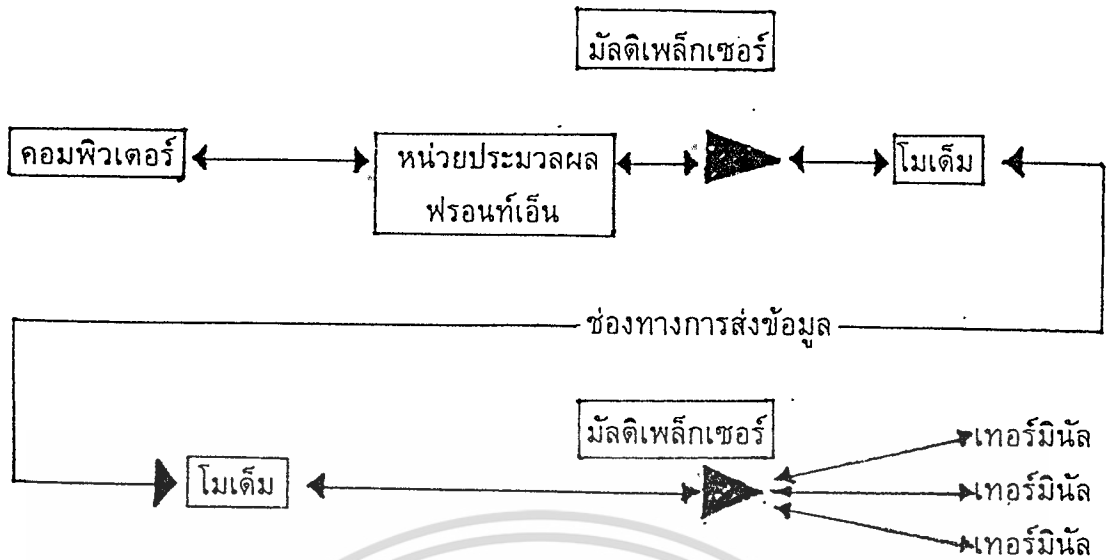 มัลติเพล็กเซอร์
คอมพิวเตอร์
หน่วยประมวลผล
ฟรอนท์เอ็น
โมเด็ม
ช่องทางการส่งข้อมูล
มัลติเพล็กเซอร์
โมเด็ม
เทอร์มินัล
เทอร์มินัล
เทอร์มินัล